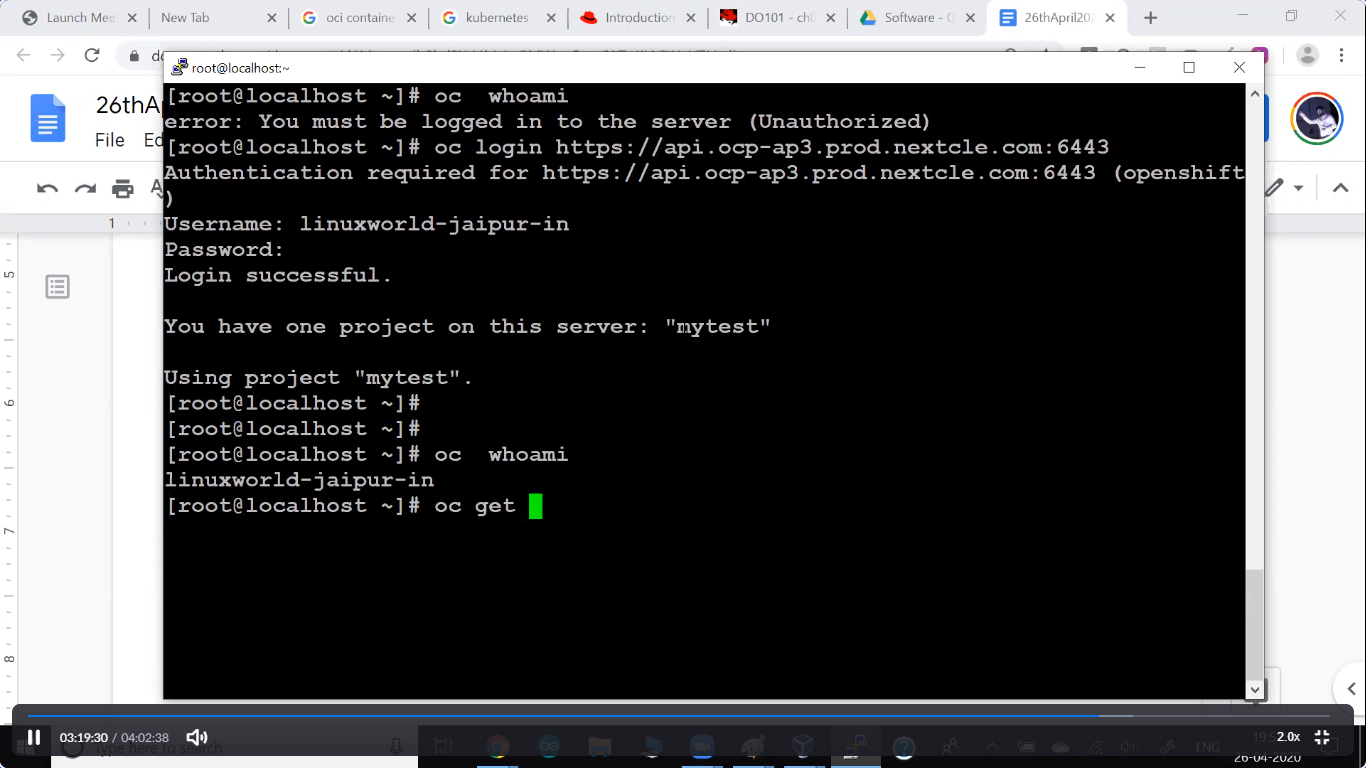 Launch Mee
New Tab
oci containe
kubernetes -
Introduction
DO101 - ch0
Software - G
26thApril202
root@localhost:~
26thAp
File Ed
1
5
6
7
8
[root@localhost ~]# oc  whoami
error: You must be logged in to the server (Unauthorized)
[root@localhost ~]# oc login https://api.ocp-ap3.prod.nextcle.com:6443
Authentication required for https://api.ocp-ap3.prod.nextcle.com:6443 (openshift
)
Username: linuxworld-jaipur-in
Password:
Login successful.
You have one project on this server: "mytest"
Using project "mytest".
[root@localhost ~]#
[root@localhost ~]#
[root@localhost ~]# oc  whoami
linuxworld-jaipur-in
[root@localhost ~]# oc get
03:19:30 / 04:02:38
Type here to search
ENG
2.0x
26-04-2020